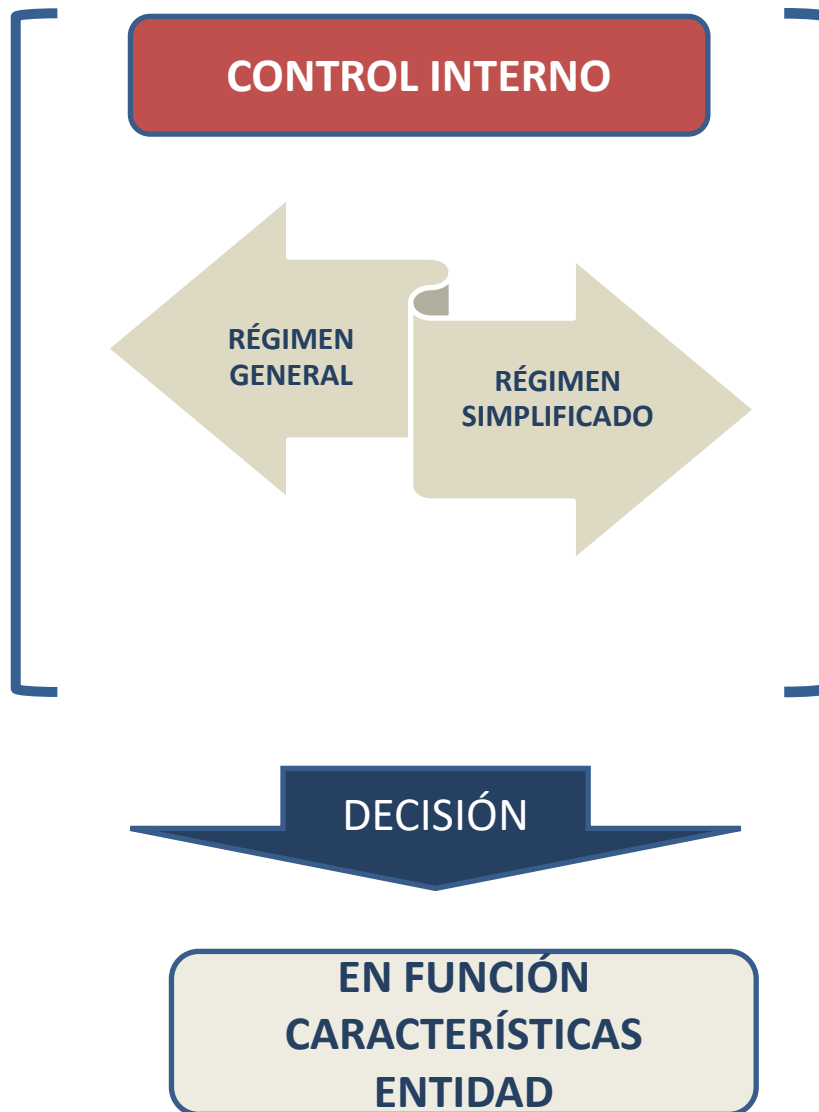 CONTROL INTERNO
RÉGIMEN
GENERAL
RÉGIMEN
SIMPLIFICADO
DECISIÓN
EN FUNCIÓN
CARACTERÍSTICAS
ENTIDAD